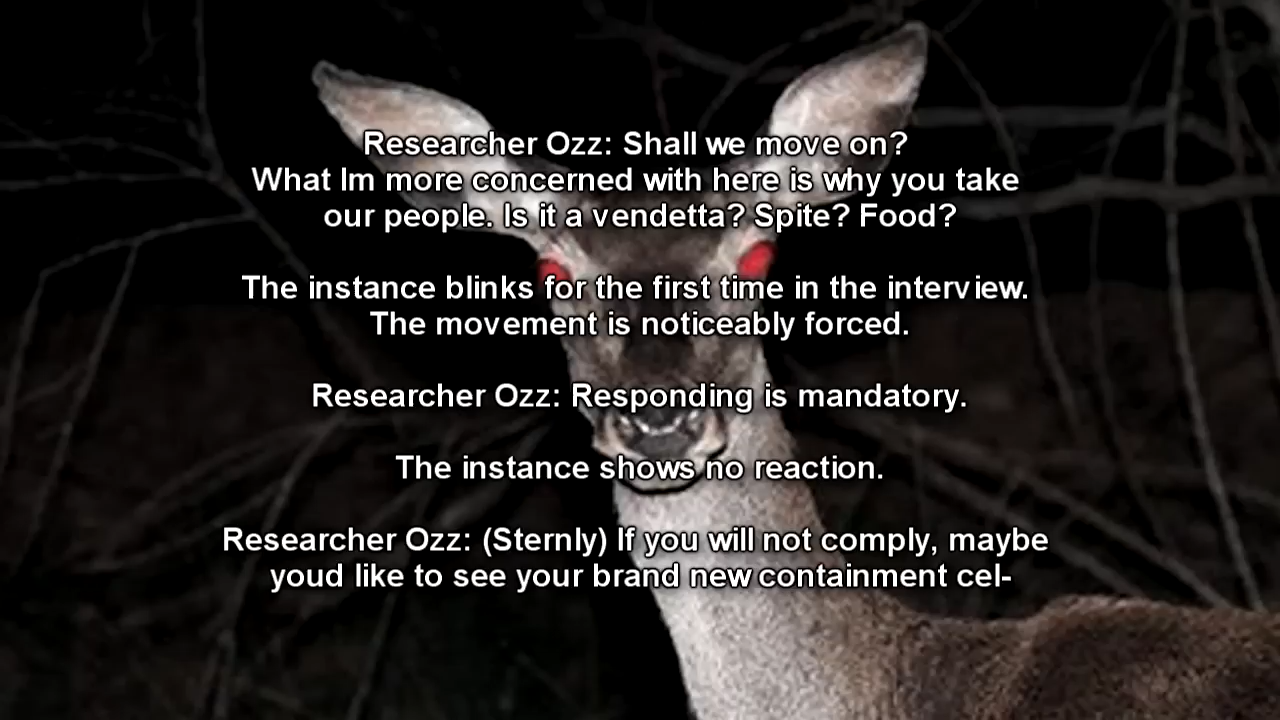 Researcher Ozz: Shall we move on?
What Im more concerned with here is why you take
our people. Is it a vendetta? Spite? Food?
The instance blinks for the first time in the interview.
The movement is noticeably forced.
Researcher Ozz: Responding is mandatory.
The instance shows no reaction.
Researcher Ozz: (Sternly) If you will not comply, maybe
youd like to see your brand new containment cel-